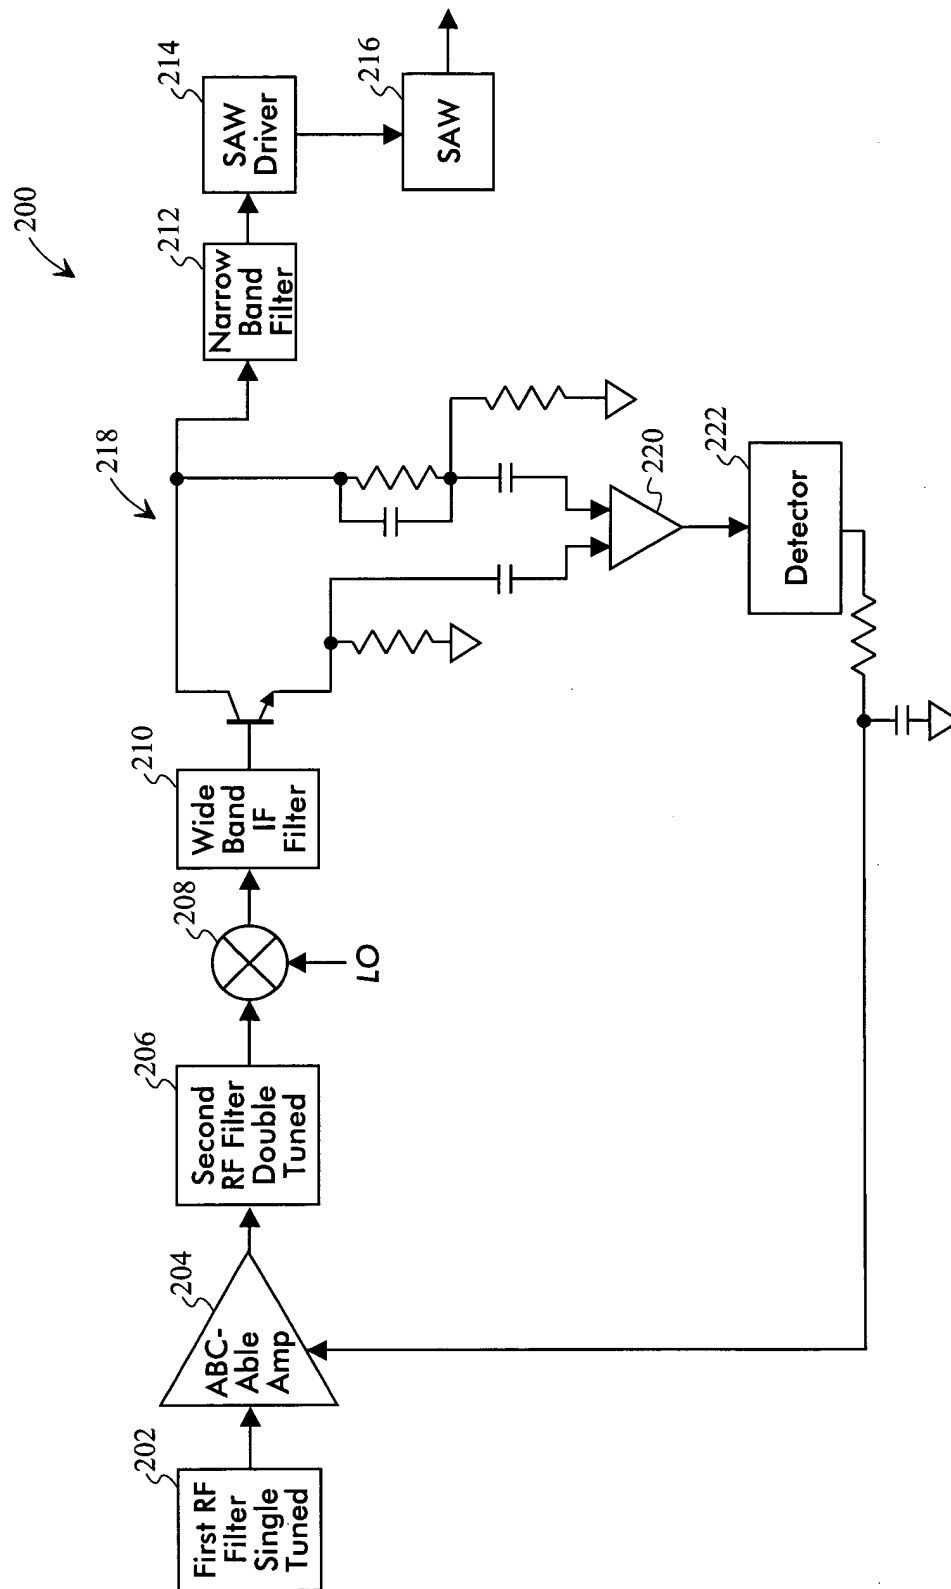 200
202
First RF
Filter
Single
Tuned
204
ABC-
Able
Amp
206
Second
RF Filter
Double
Tuned
208
LO
210
Wide
Band
IF
Filter
218
212
Narrow
Band
Filter
214
SAW
Driver
216
SAW
220
222
Detector